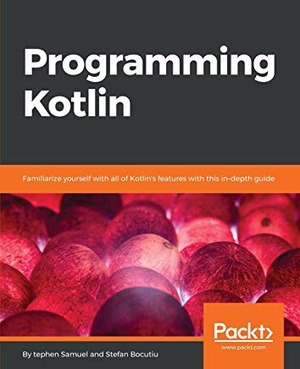 Programming
Kotlin
Familiarize yourself with all of Kotlin's features with this in-depth guide
Packt>
www.packt.com
By tephen Samuel and Stefan Bocutiu